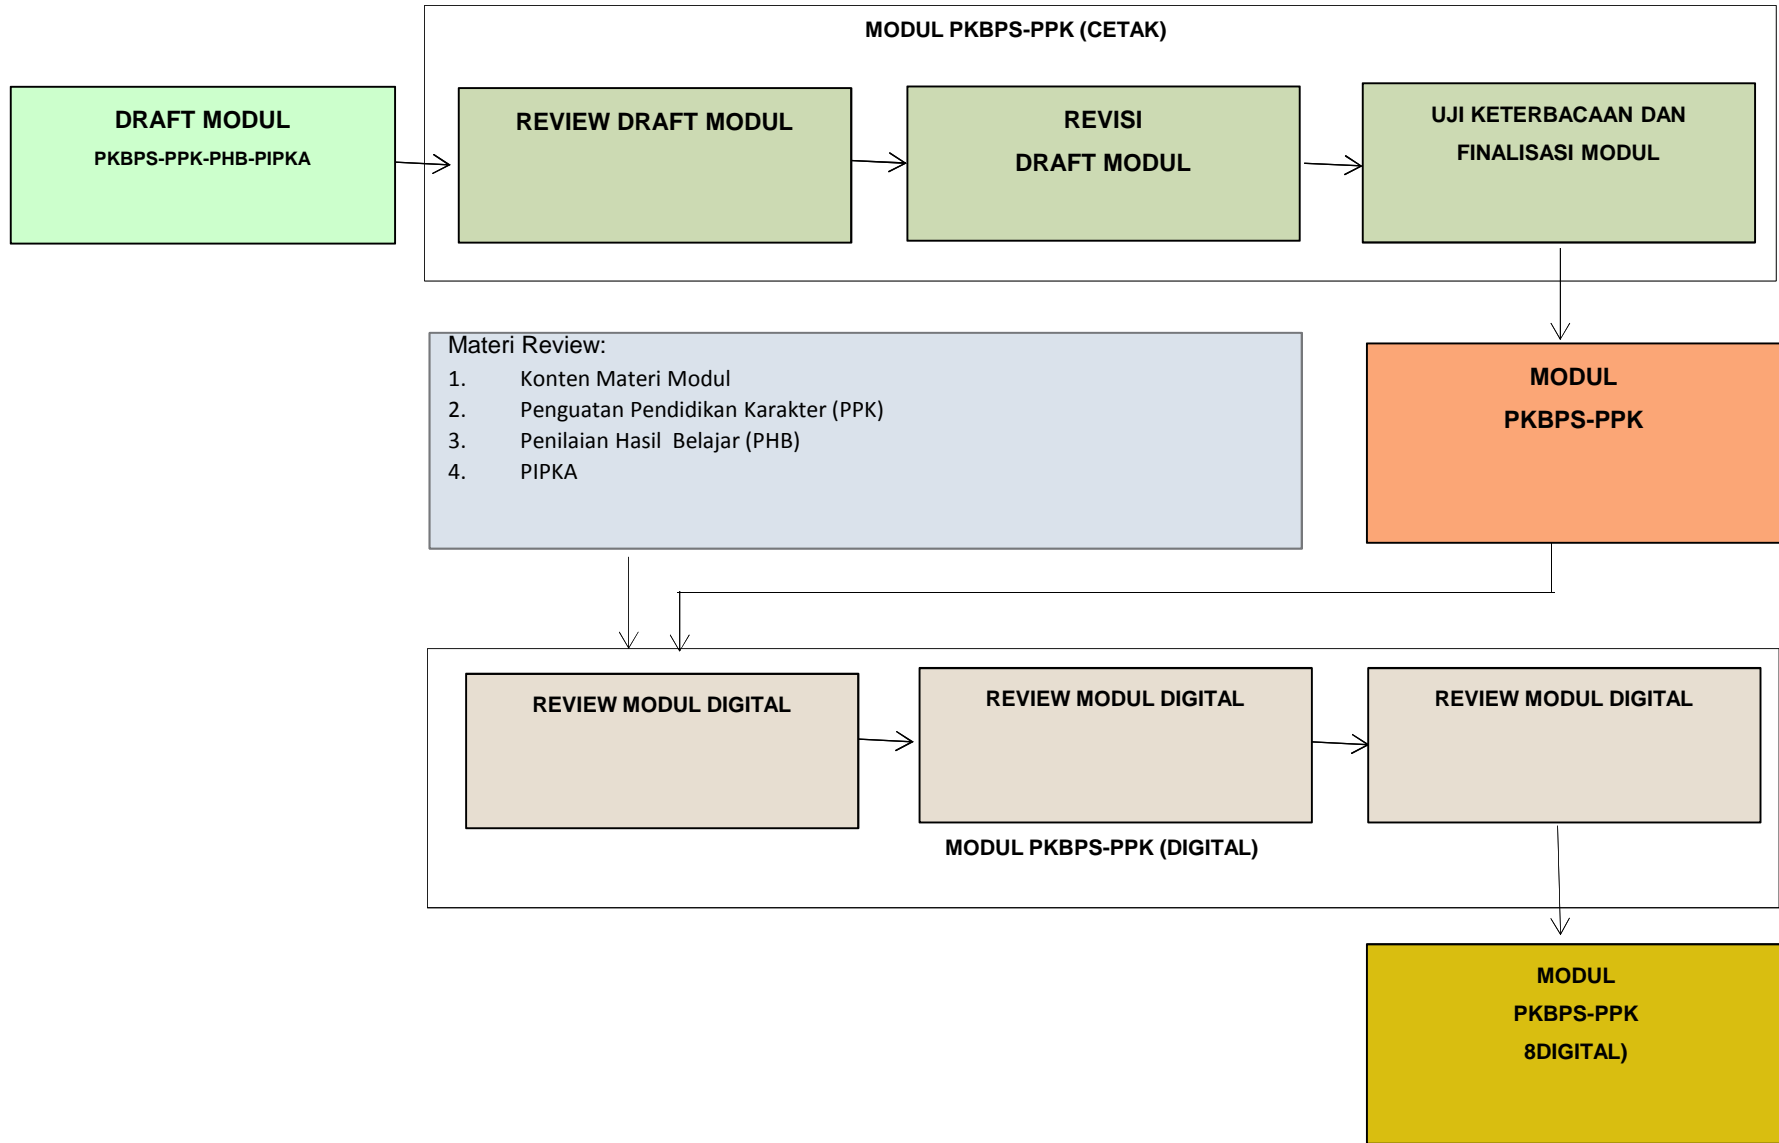 MODUL PKBPS-PPK (CETAK)
DRAFT MODUL
PKBPS-PPK-PHB-PIPKA
REVIEW DRAFT MODUL
REVISI
DRAFT MODUL
UJI KETERBACAAN DAN
FINALISASI MODUL
Materi Review:
1. Konten Materi Modul
2. Penguatan Pendidikan Karakter (PPK)
3. Penilaian Hasil Belajar (PHB)
4. PIPKA
MODUL
PKBPS-PPK
REVIEW MODUL DIGITAL
REVIEW MODUL DIGITAL
REVIEW MODUL DIGITAL
MODUL PKBPS-PPK (DIGITAL)
MODUL
PKBPS-PPK
8DIGITAL)